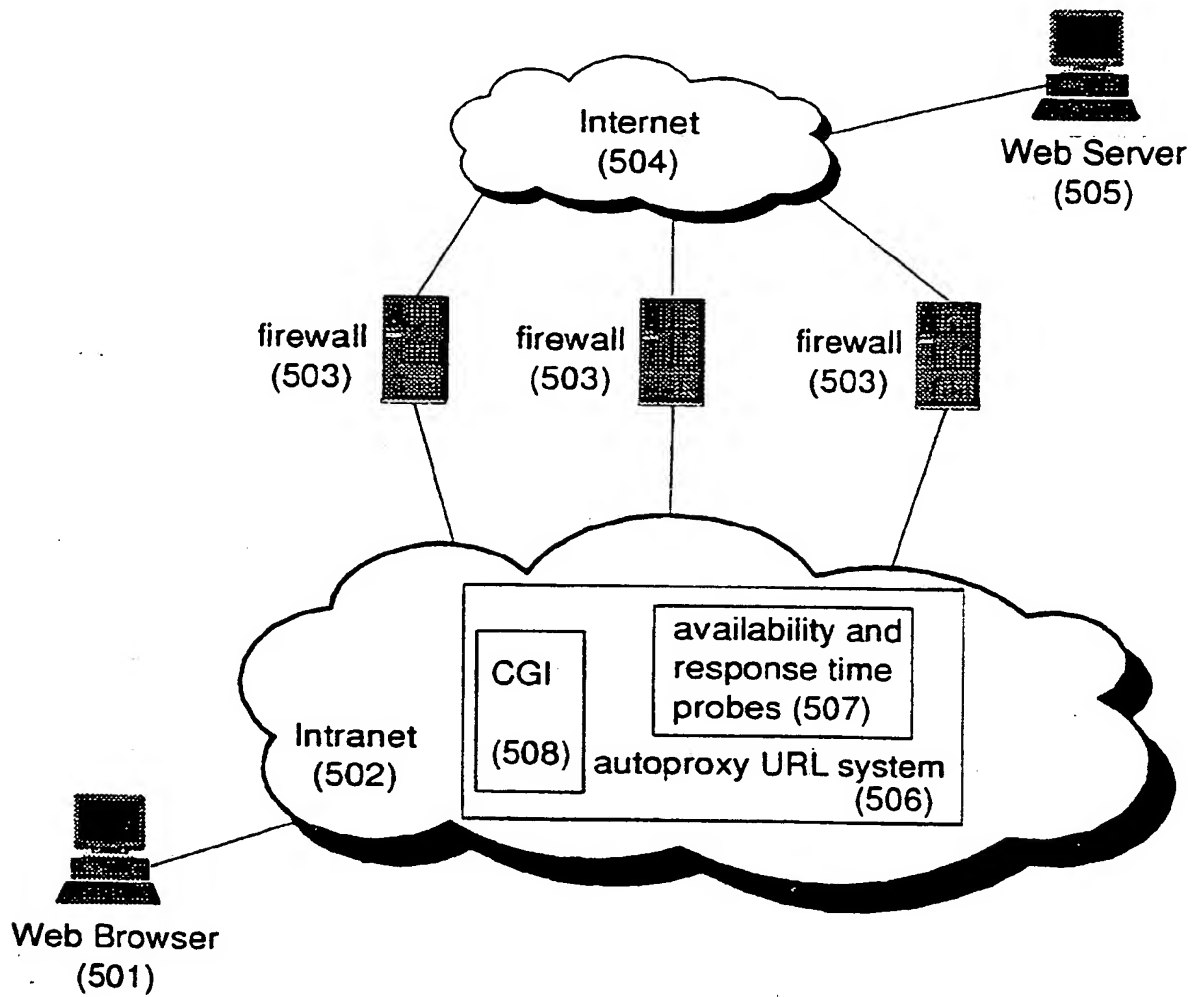 Internet
(504)
Web Server
(505)
firewall
(503)
firewall
(503)
firewall
(503)
availability and
response time
probes (507)
CGI
(508)
autoproxy URL system
(506)
Intranet
(502)
Web Browser
(501)